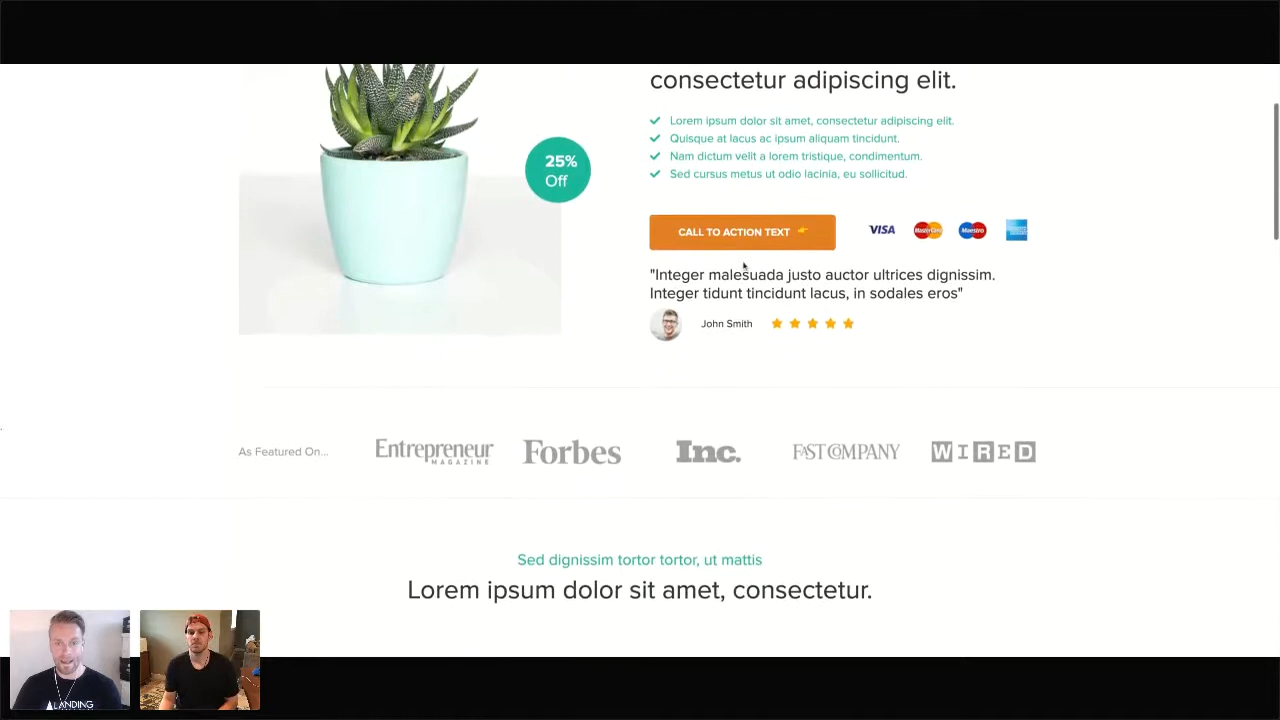 consectetur adipiscing elit.
Lorem ipsum dolor sit amet, consectetur adipiscing elit.
Quisque at lacus ac ipsum aliquam tincidunt.
Nam dictum velit a lorem tristique, condimentum.
Sed cursus metus ut odio lacinia, eu sollicitud.
25%
Off
CALL TO ACTION TEXT
VISA
MasterCard
Maestro
"Integer malesuada justo auctor ultrices dignissim.
Integer tidunt tincidunt lacus, in sodales eros"
John Smith
As Featured On...
Entrepreneur
MAGAZINE
Forbes
Inc.
FAST COMPANY
WIRED
Sed dignissim tortor tortor, ut mattis
Lorem ipsum dolor sit amet, consectetur.
LANDING